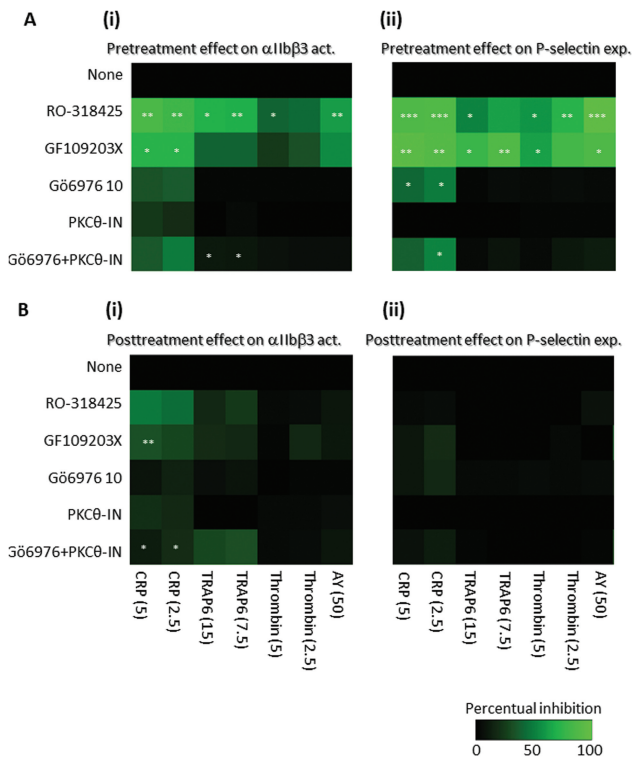 A (i) (ii)
Pretreatment effect on αIIbβ3 act. Pretreatment effect on P-selectin exp.
None
RO-318425 ** ** * ** * ** *** *** * * ** ***
GF109203X * * ** ** * ** * *
Gö6976 10 * *
PKCθ-IN
Gö6976+PKCθ-IN * * *
B (i) (ii)
Posttreatment effect on αIIbβ3 act. Posttreatment effect on P-selectin exp.
None
RO-318425
GF109203X **
Gö6976 10
PKCθ-IN
Gö6976+PKCθ-IN * *
CRP (5) CRP (2.5) TRAP6 (15) TRAP6 (7.5) Thrombin (5) Thrombin (2.5) AY (50) CRP (5) CRP (2.5) TRAP6 (15) TRAP6 (7.5) Thrombin (5) Thrombin (2.5) AY (50)
Percentual inhibition
0 50 100